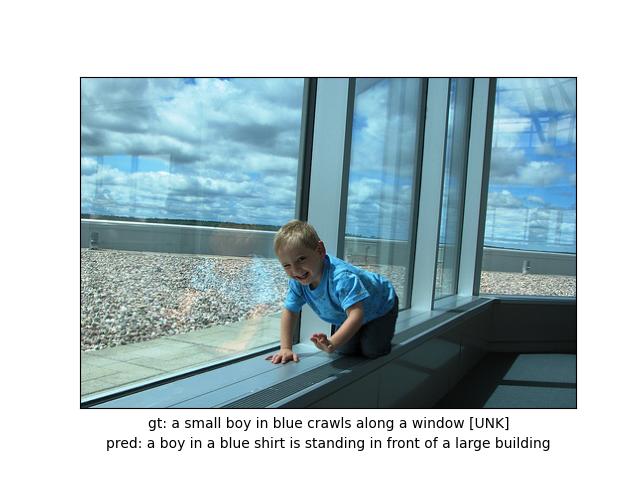 gt: a small boy in blue crawls along a window [UNK]
pred: a boy in a blue shirt is standing in front of a large building